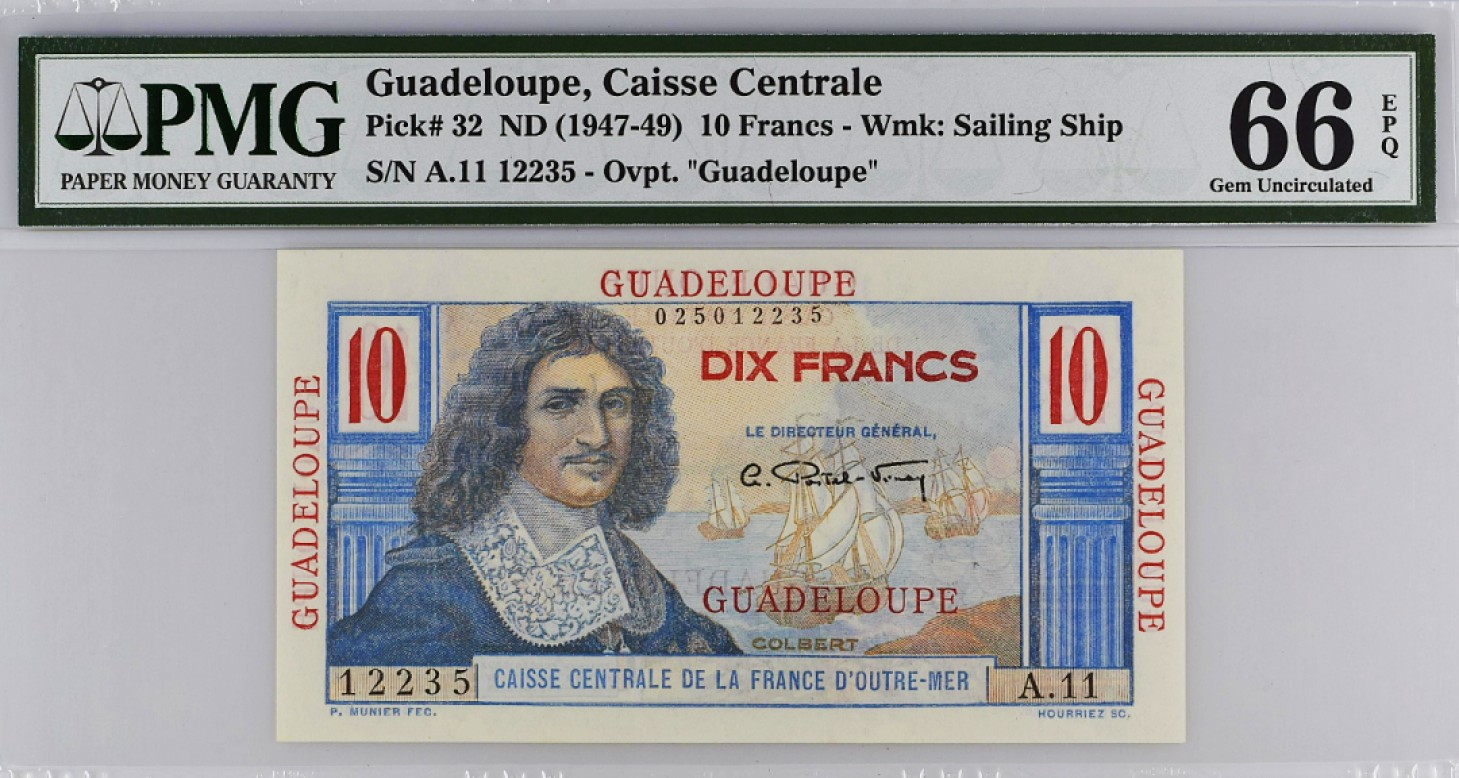 PMG
PAPER MONEY GUARANTY
Guadeloupe, Caisse Centrale
Pick# 32 ND (1947-49) 10 Francs - Wmk: Sailing Ship
S/N A.11 12235 - Ovpt. "Guadeloupe"
66
EPQ
Gem Uncirculated
GUADELOUPE
025012235
10
DIX FRANCS
10
GUADELOUPE
LE DIRECTEUR GÉNÉRAL,
GUADELOUPE
GUADELOUPE
COLBERT
12235
CAISSE CENTRALE DE LA FRANCE D'OUTRE-MER
A.11
P. MUNIER FEC.
HOURRIEZ SC.